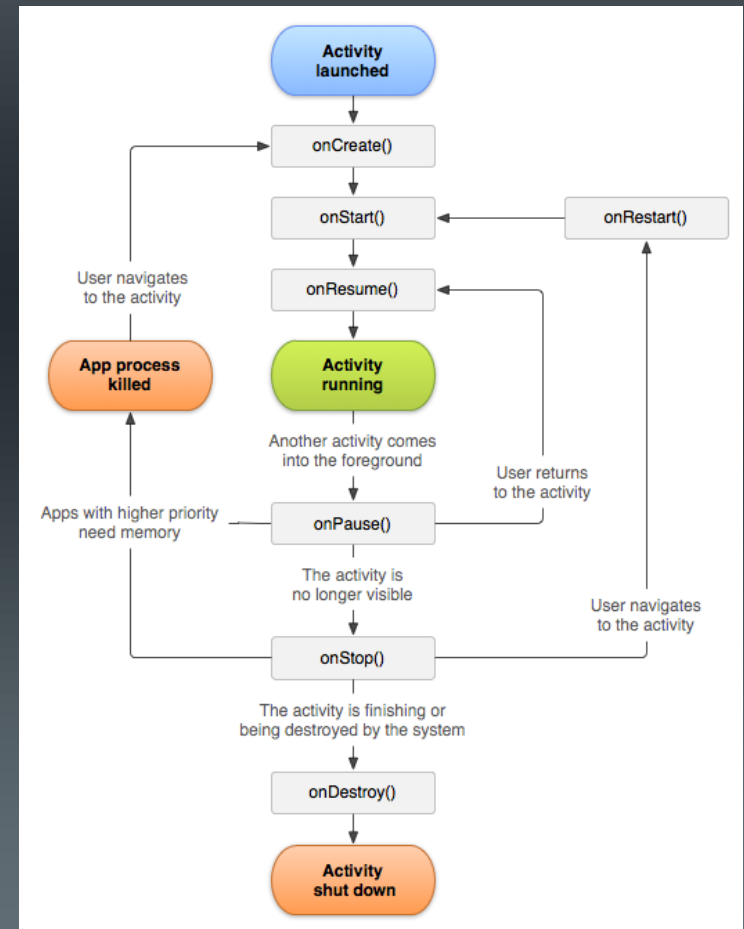 Activity
launched
onCreate()
onStart()
onRestart()
onResume()
User navigates
to the activity
App process
killed
Activity
running
Another activity comes
into the foreground
User returns
to the activity
Apps with higher priority
need memory
onPause()
The activity is
no longer visible
User navigates
to the activity
onStop()
The activity is finishing or
being destroyed by the system
onDestroy()
Activity
shut down